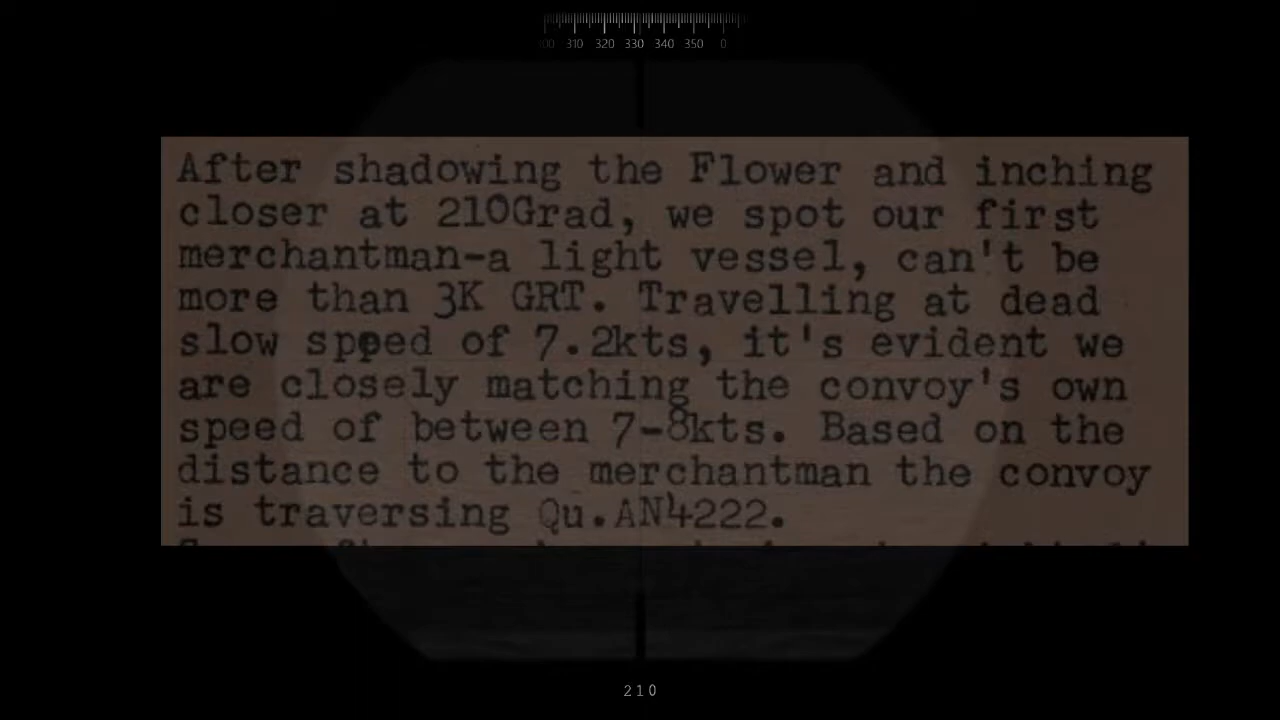 310 320 330 340 350 0
After shadowing the Flower and inching
closer at 210Grad, we spot our first
merchantman-a light vessel, can't be
more than 3K GRT. Travelling at dead
slow speed of 7.2kts, it's evident we
are closely matching the convoy's own
speed of between 7-8kts. Based on the
distance to the merchantman the convoy
is traversing Qu.AN4222.
210